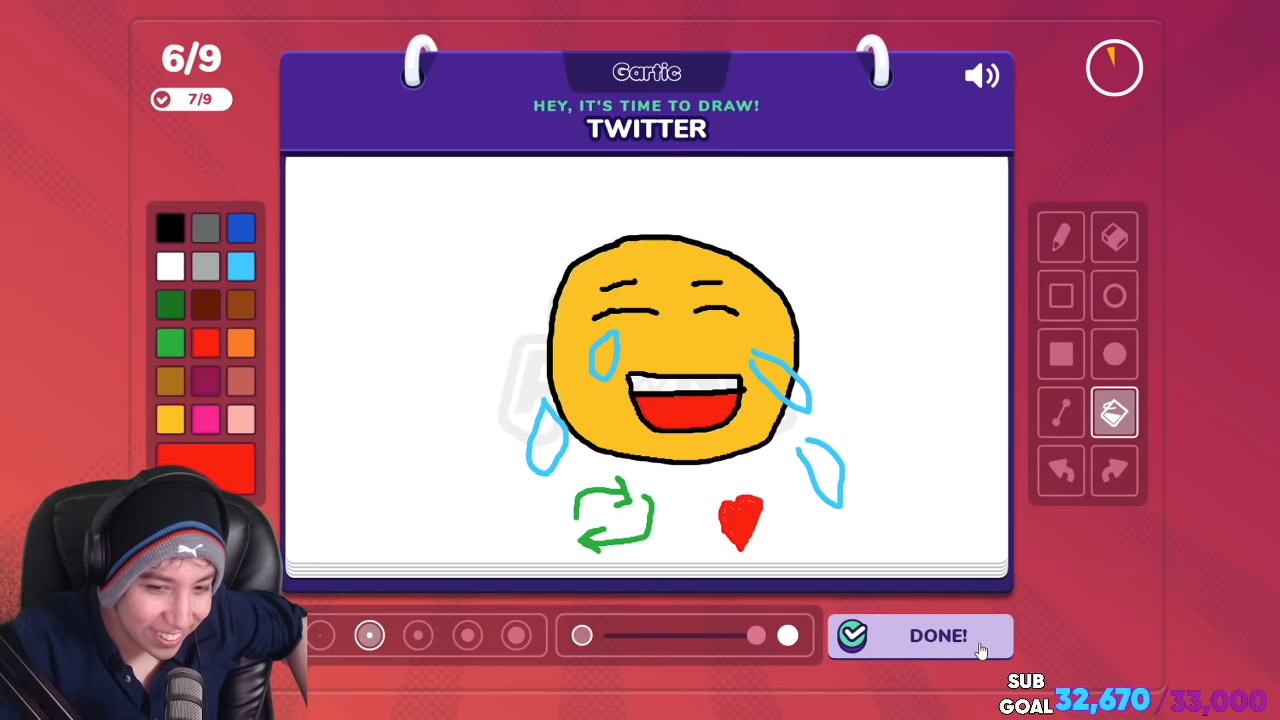 6/9
7/9
Gartic
HEY, IT'S TIME TO DRAW!
TWITTER
DONE!
SUB
GOAL 32,670 / 33,000